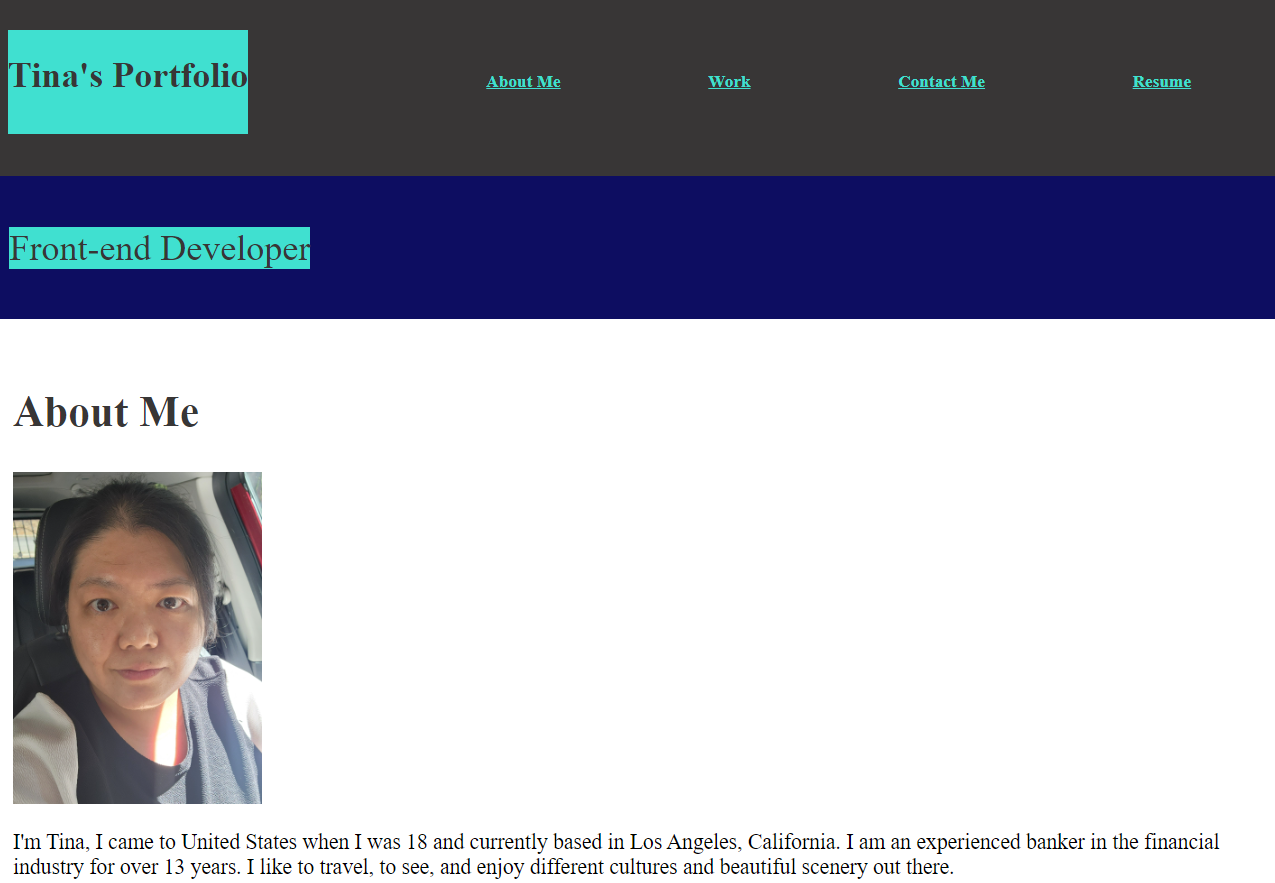 Tina's Portfolio
About Me
Work
Contact Me
Resume
Front-end Developer
About Me
I'm Tina, I came to United States when I was 18 and currently based in Los Angeles, California. I am an experienced banker in the financial
industry for over 13 years. I like to travel, to see, and enjoy different cultures and beautiful scenery out there.